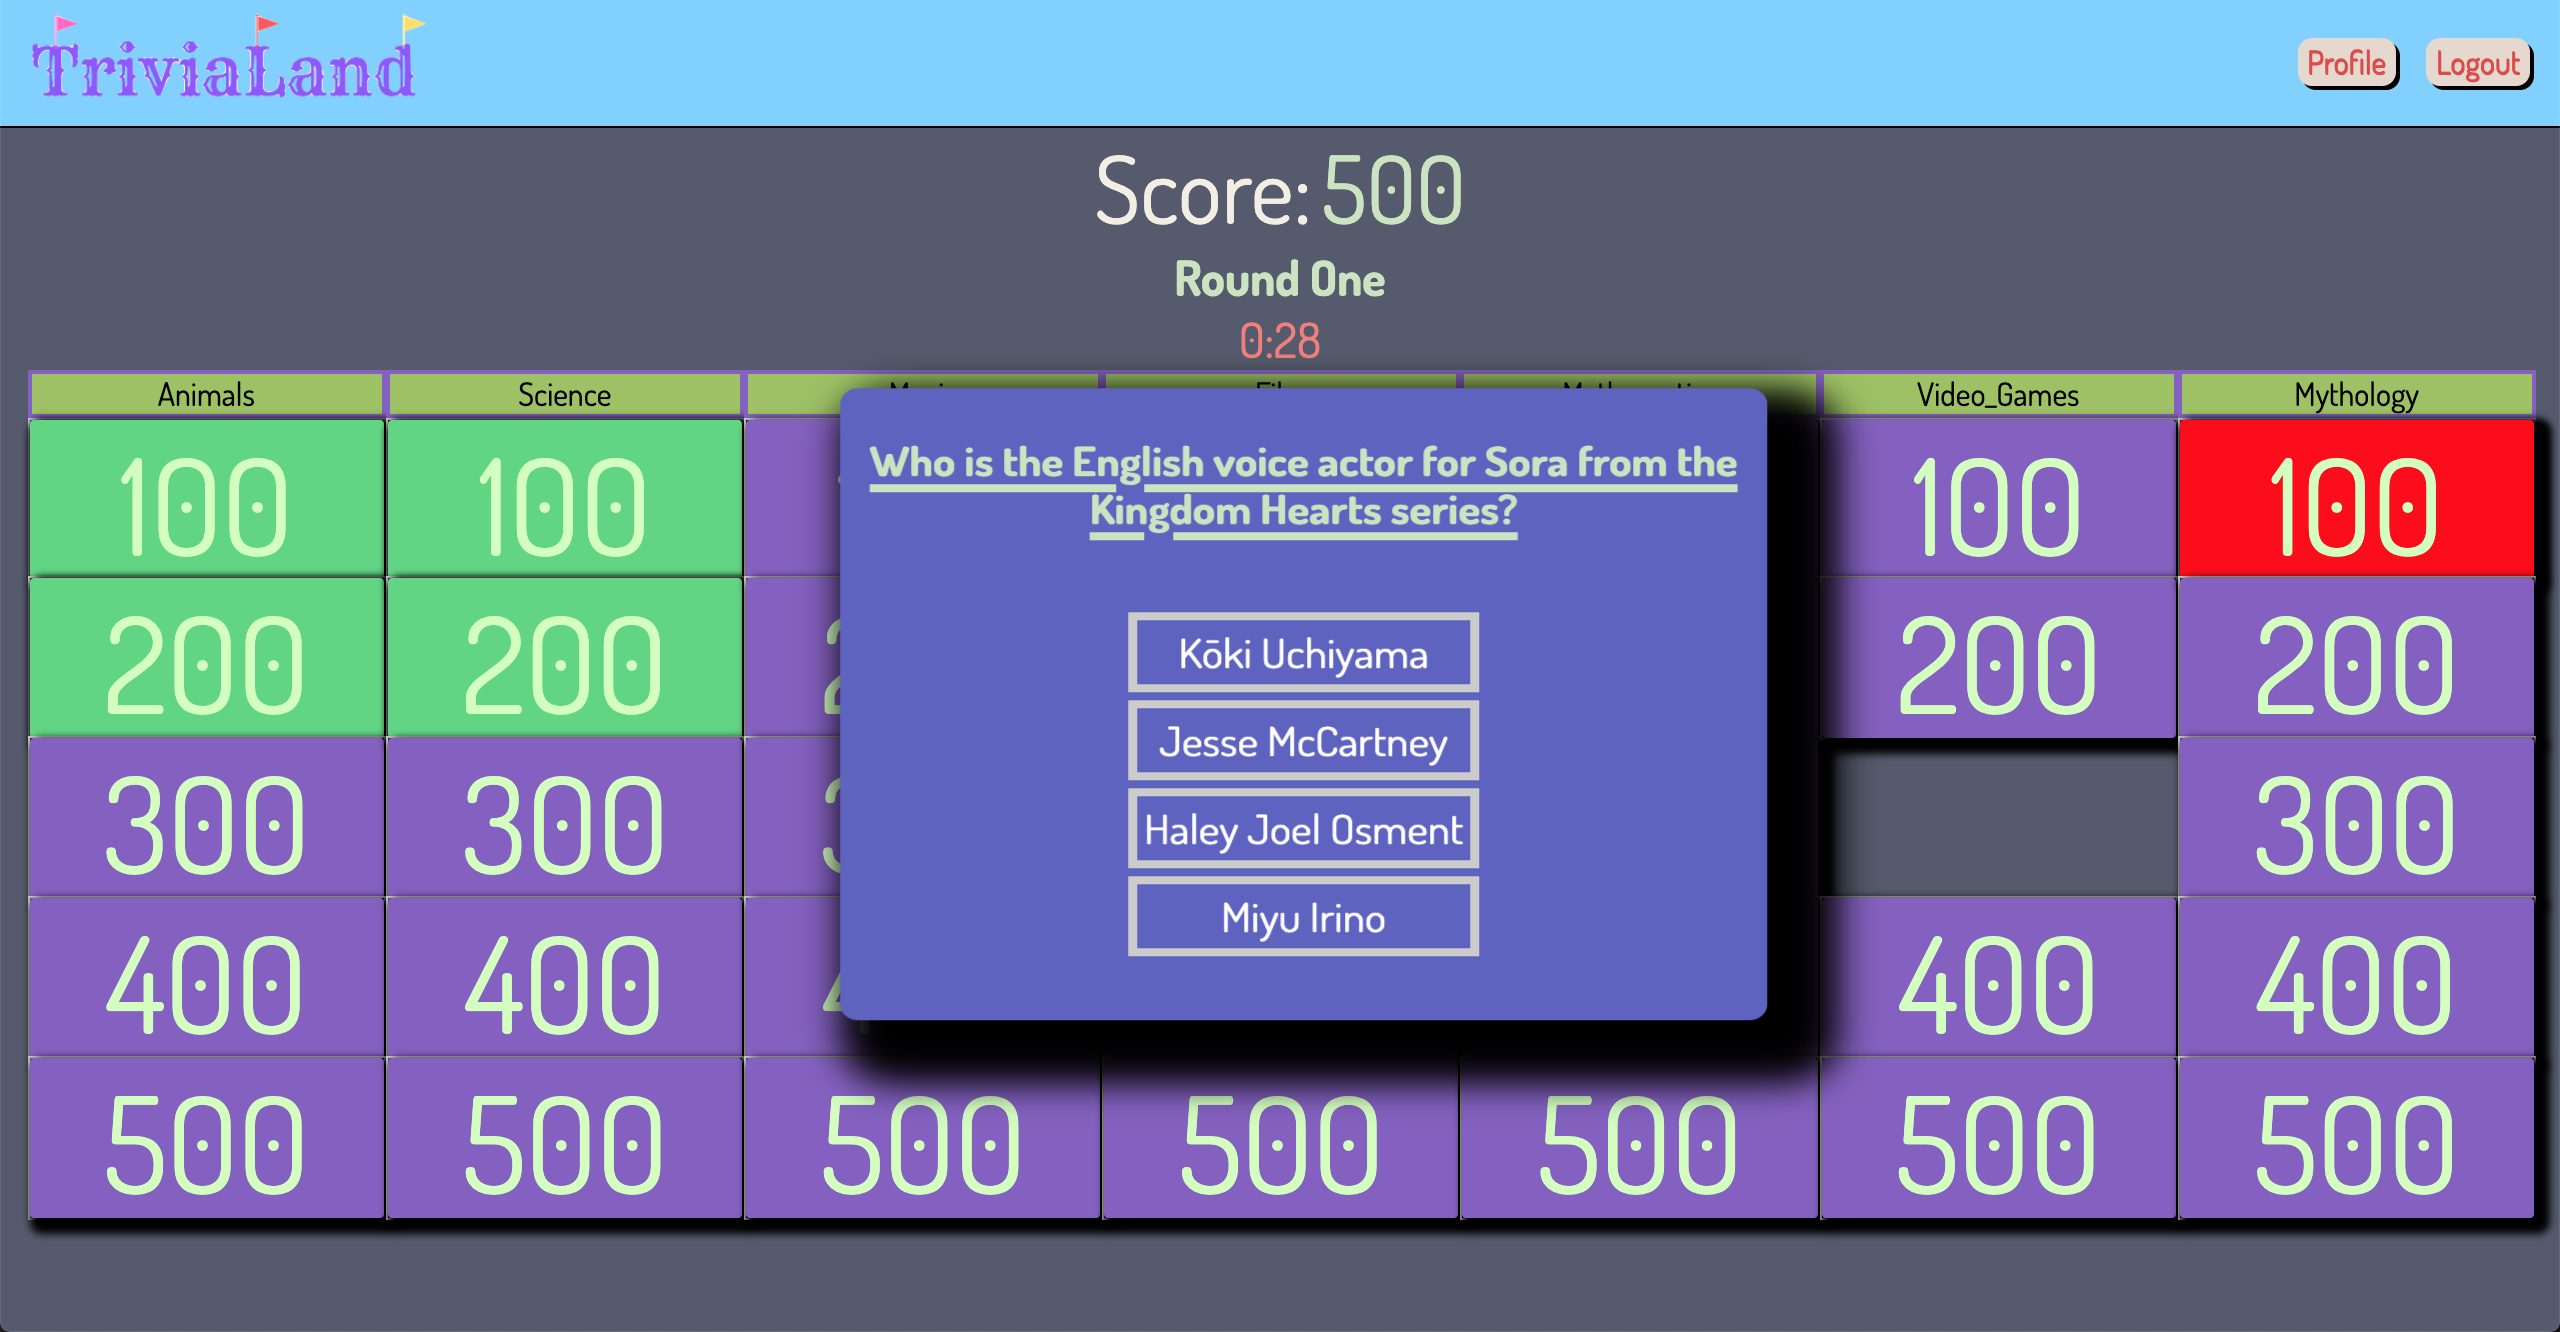 TriviaLand
Profile
Logout
Score: 500
Round One
0:28
Animals
Science
Video_Games
Mythology
Who is the English voice actor for Sora from the
Kingdom Hearts series?
Kōki Uchiyama
Jesse McCartney
Haley Joel Osment
Miyu Irino
100
100
100
100
200
200
200
200
300
300
300
400
400
400
400
500
500
500
500
500
500
500